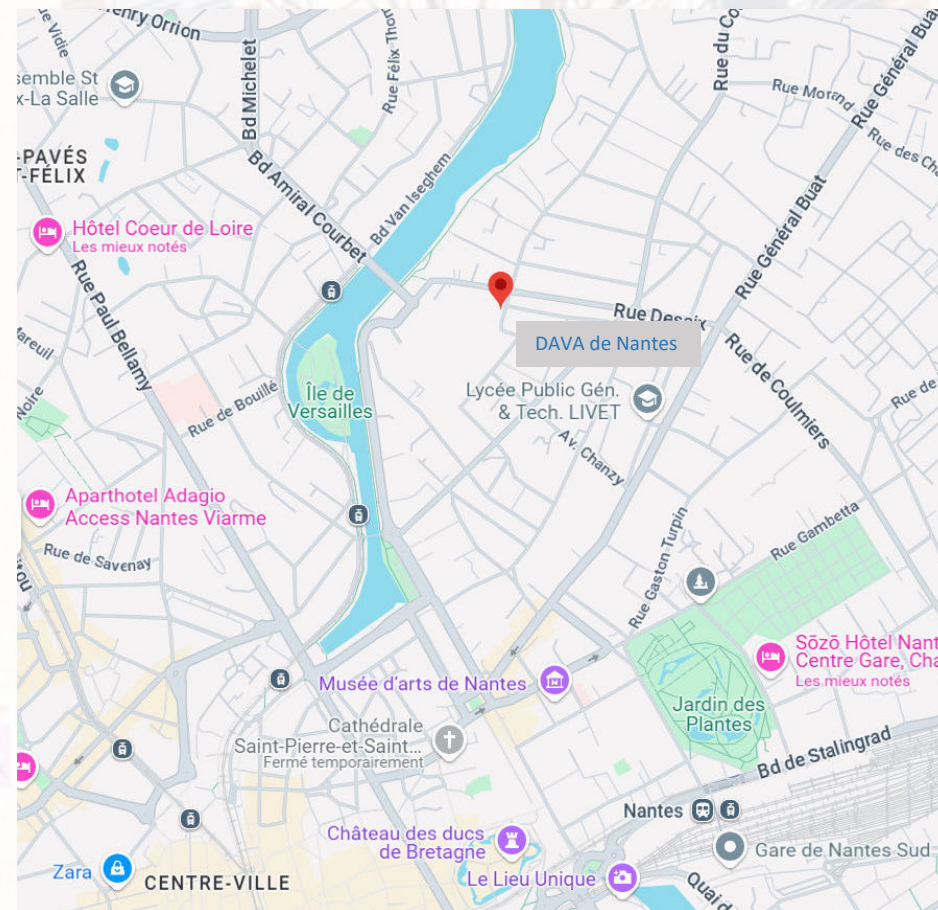 Henry Orrion
Rue Vidie
semble St
x-La Salle
Bd Michelet
Rue Félix Thom
Rue du Co
Rue Général Buat
Rue Morand
Rue des Cha
-PAVÉS
T-FÉLIX
Bd Amiral Courbet
Bd Van Iseghem
Hôtel Coeur de Loire
Les mieux notés
Rue Général Buat
Rue Paul Bellamy
Rue Desaix
DAVA de Nantes
Rue de Coulmiers
Mareuil
Île de
Versailles
Lycée Public Gén.
& Tech. LIVET
Rue de
Noire
Rue de Bouillé
Av. Chanzy
Aparthotel Adagio
Access Nantes Viarme
Rue de Savenay
itou
Rue Gambetta
Rue Gaston Turpin
Sōzō Hôtel Nant
Centre Gare, Cha
Les mieux notés
Musée d'arts de Nantes
Jardin des
Plantes
Cathédrale
Saint-Pierre-et-Saint...
Fermé temporairement
Bd de Stalingrad
Nantes
Château des ducs
de Bretagne
Gare de Nantes Sud
Zara
CENTRE-VILLE
Le Lieu Unique
Quai d